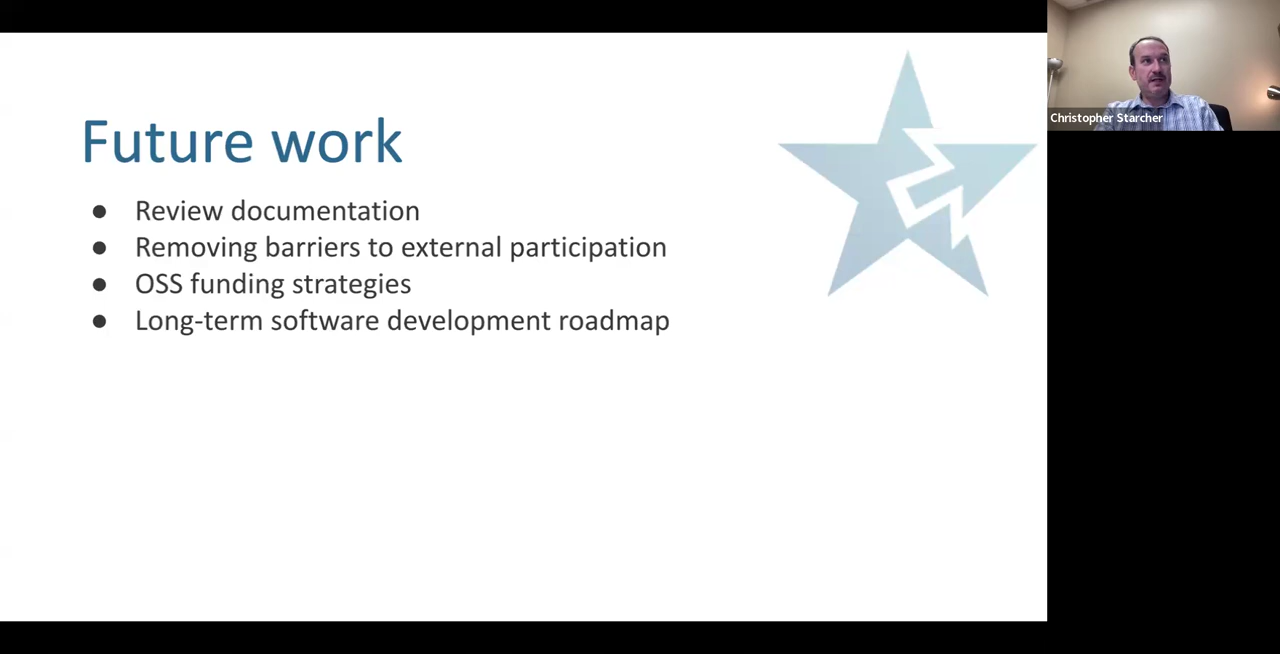 Future work
● Review documentation
● Removing barriers to external participation
● OSS funding strategies
● Long-term software development roadmap
Christopher Starcher